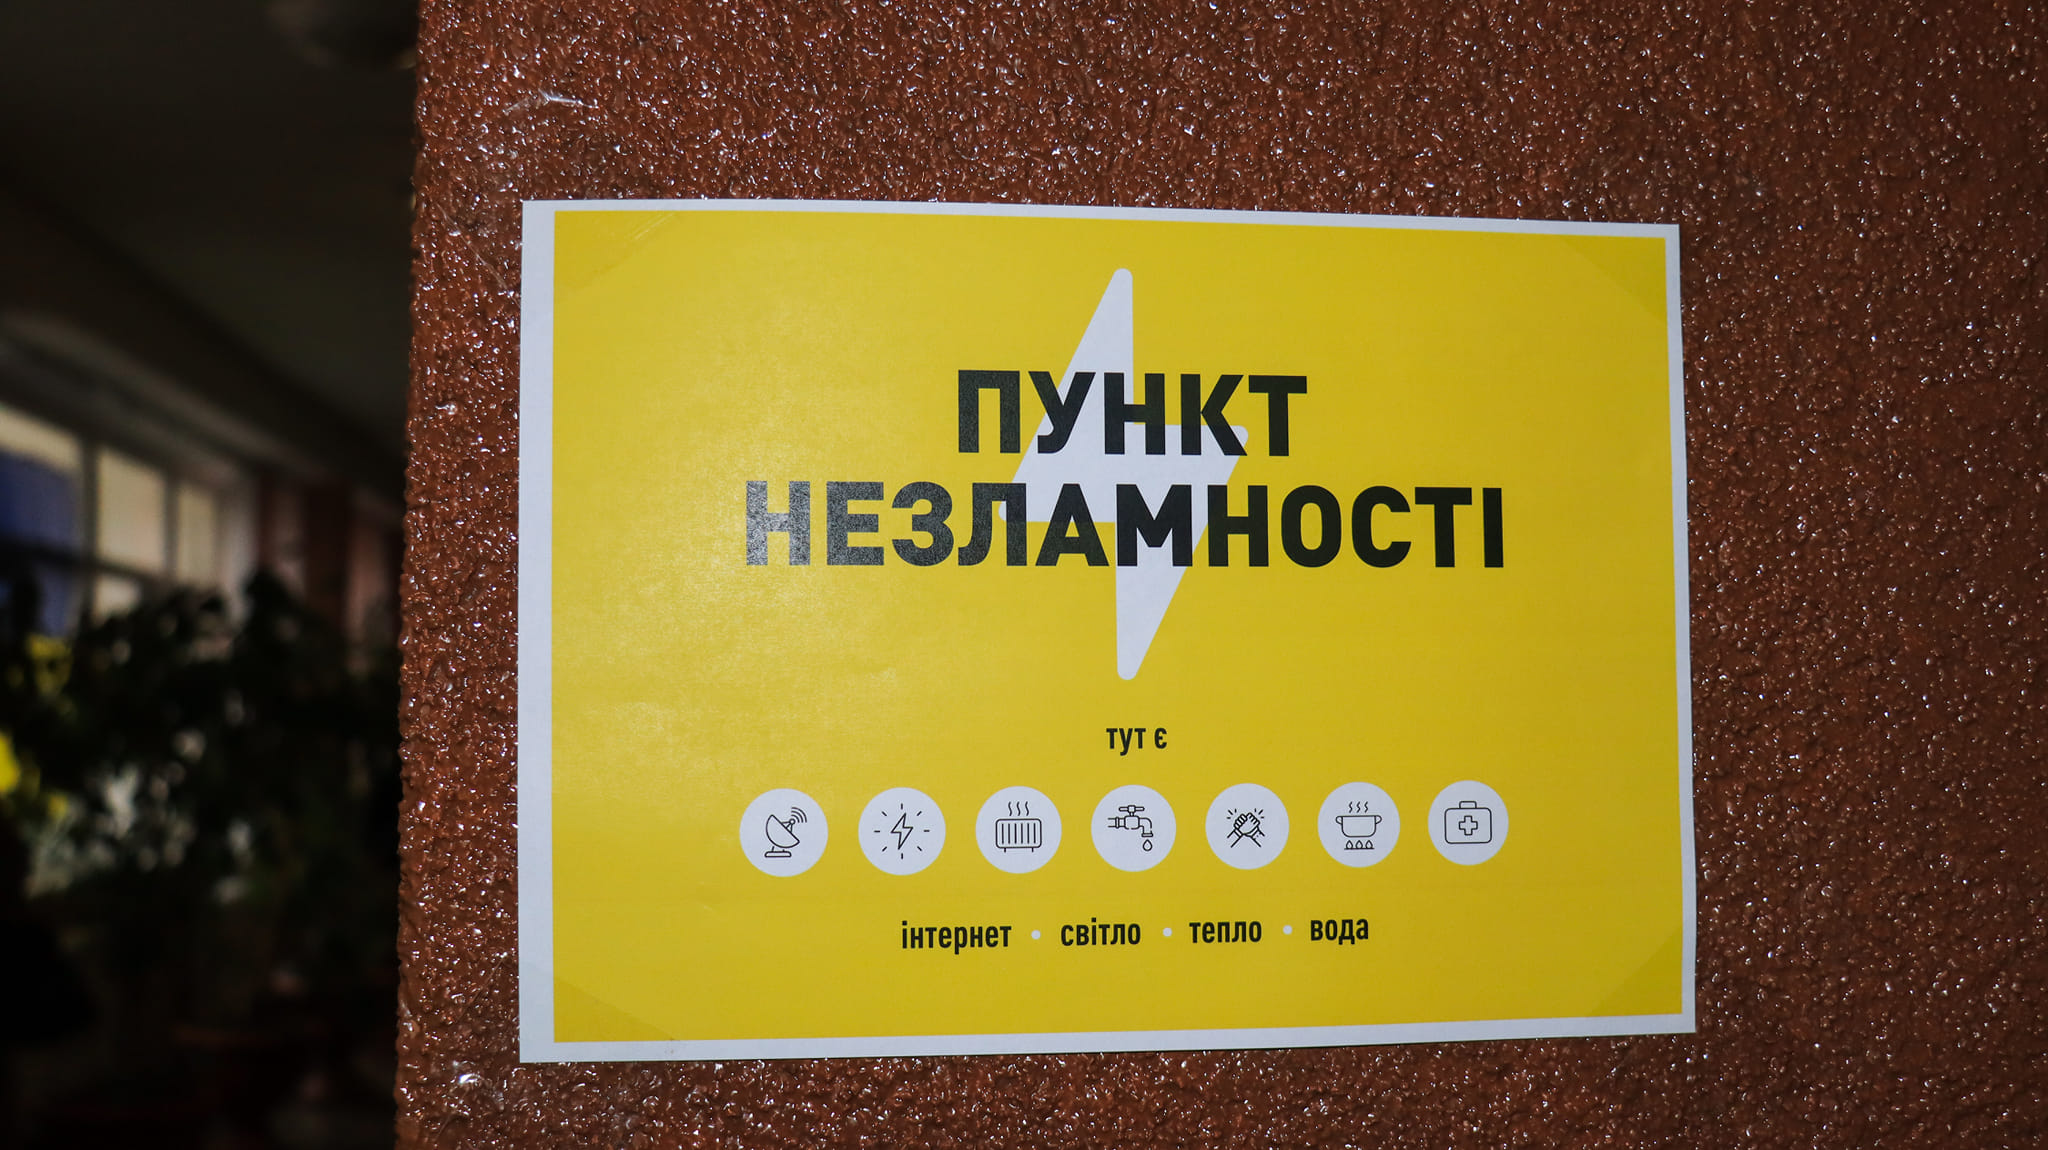 ПУНКТ
НЕЗЛАМНОСТІ
тут є
інтернет • світло • тепло • вода